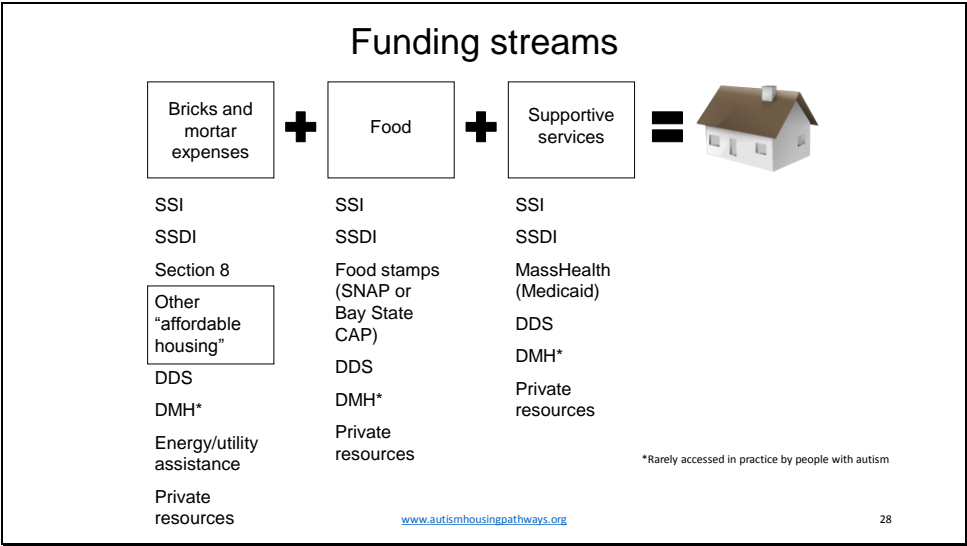 Funding streams
Bricks and
mortar
expenses
Food
Supportive
services
SSI
SSDI
Section 8
Other
“affordable
housing”
DDS
DMH*
Energy/utility
assistance
Private
resources
SSI
SSDI
Food stamps
(SNAP or
Bay State
CAP)
DDS
DMH*
Private
resources
SSI
SSDI
MassHealth
(Medicaid)
DDS
DMH*
Private
resources
*Rarely accessed in practice by people with autism
www.autismhousingpathways.org
28